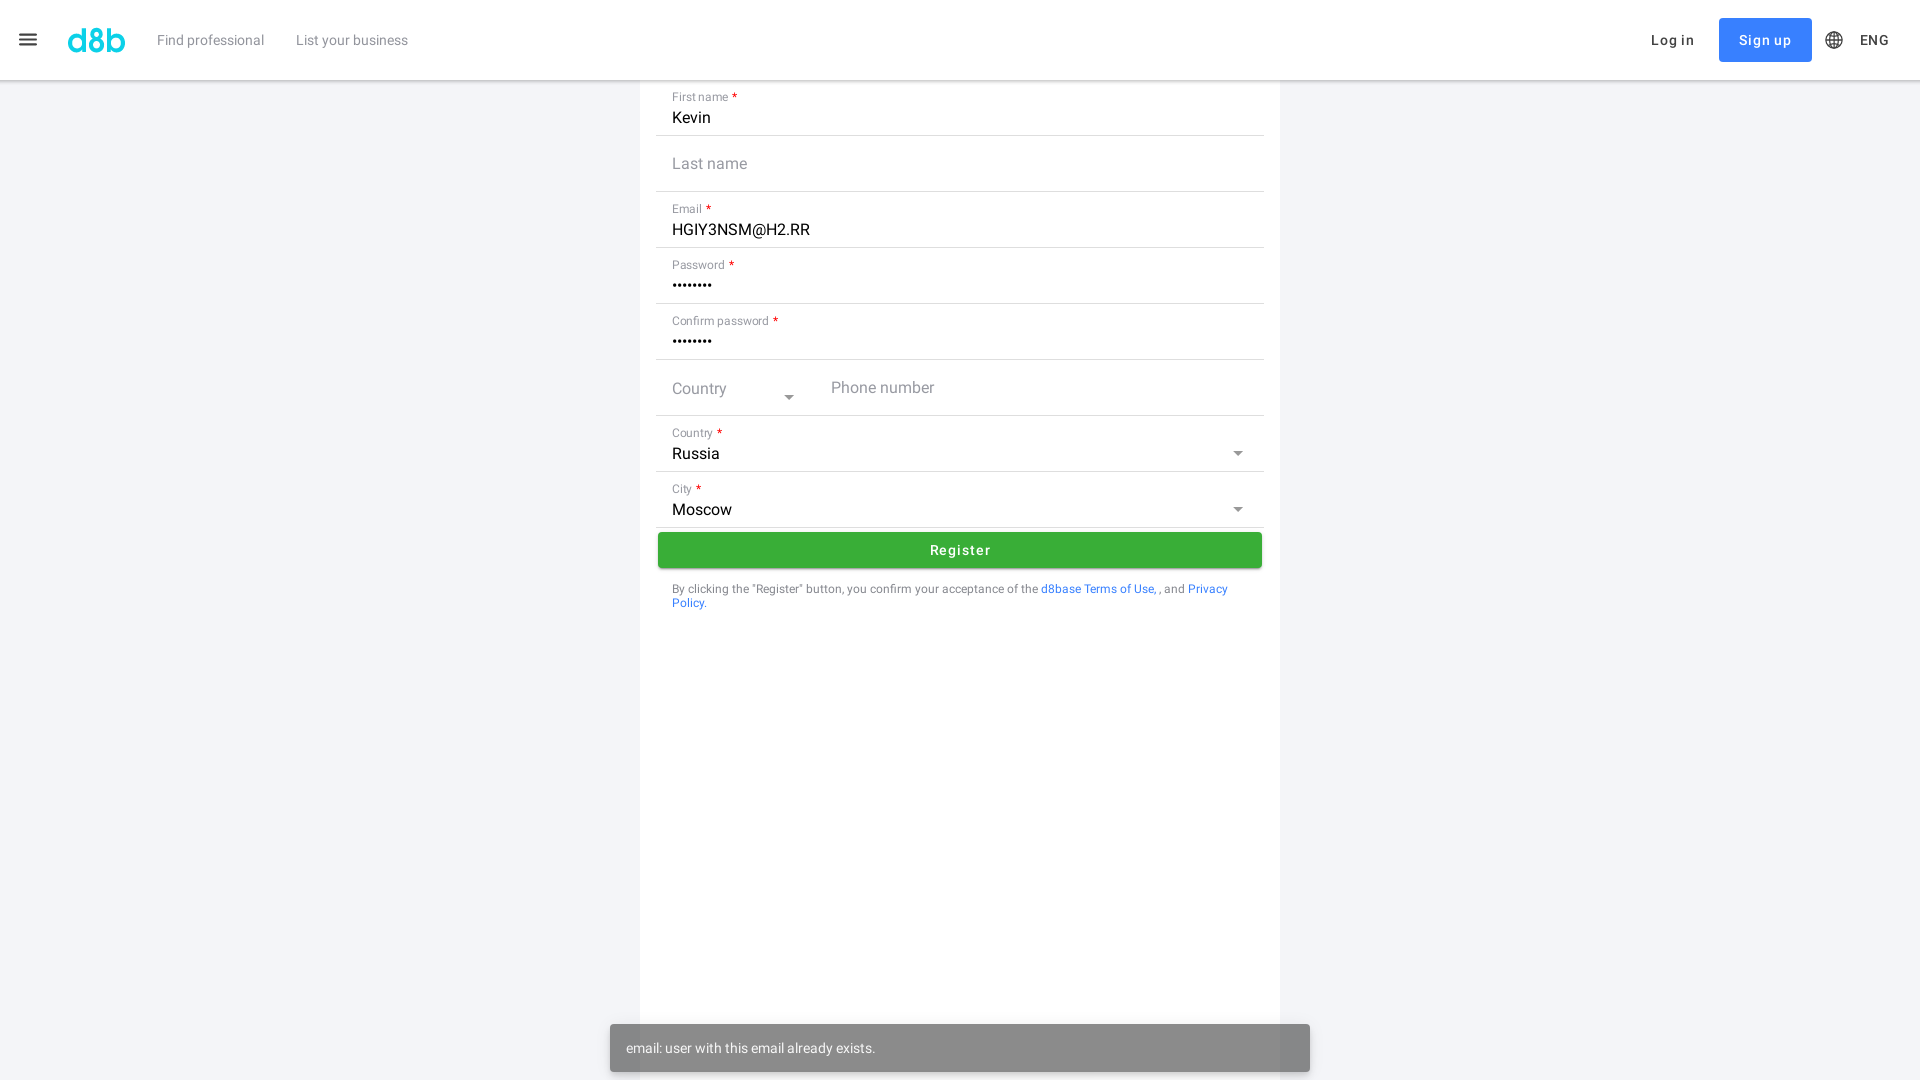 d8b
Find professional
List your business
Log in
Sign up
ENG
First name *
Kevin
Last name
Email *
HGIY3NSM@H2.RR
Password *
••••••••
Confirm password *
••••••••
Country
Phone number
Country *
Russia
City *
Moscow
Register
By clicking the "Register" button, you confirm your acceptance of the d8base Terms of Use, , and Privacy
Policy.
email: user with this email already exists.